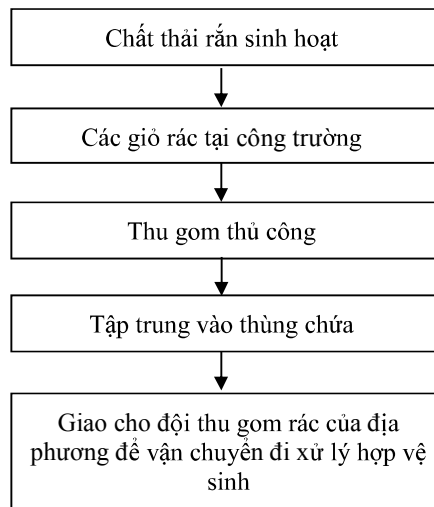 Chất thải rắn sinh hoạt
Các giỏ rác tại công trường
Thu gom thủ công
Tập trung vào thùng chứa
Giao cho đội thu gom rác của địa
phương để vận chuyển đi xử lý hợp vệ
sinh